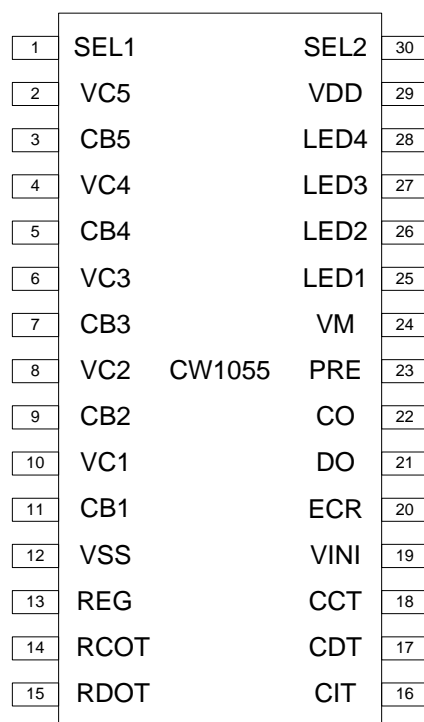 1 SEL1 SEL2 30
2 VC5 VDD 29
3 CB5 LED4 28
4 VC4 LED3 27
5 CB4 LED2 26
6 VC3 LED1 25
7 CB3 VM 24
8 VC2 CW1055 PRE 23
9 CB2 CO 22
10 VC1 DO 21
11 CB1 ECR 20
12 VSS VINI 19
13 REG CCT 18
14 RCOT CDT 17
15 RDOT CIT 16